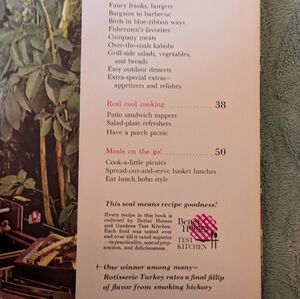 Fancy franks, burgers
Bargains to barbecue
Birds in blue-ribbon ways
Fishermen's favorites
Company meats
Over-the-coals kabobs
Grill-side salads, vegetables,
and breads
Easy outdoor desserts
Extra-special extras—
appetizers and relishes
Real cool cooking 38
Patio sandwich suppers
Salad-plate refreshers
Have a porch picnic
Meals on the go! 50
Cook-a-little picnics
Spread-out-and-serve basket lunches
Eat lunch hobo style
This seal means recipe goodness!
Every recipe in this book is
endorsed by Better Homes
and Gardens Test Kitchen.
Each food was tested over
and over till it rated superior
—in practicality, ease of prep-
aration, and deliciousness.
Better
Homes
TEST
KITCHEN
One winner among many—
Rotisserie Turkey rates a final fillip
of flavor from smoking hickory